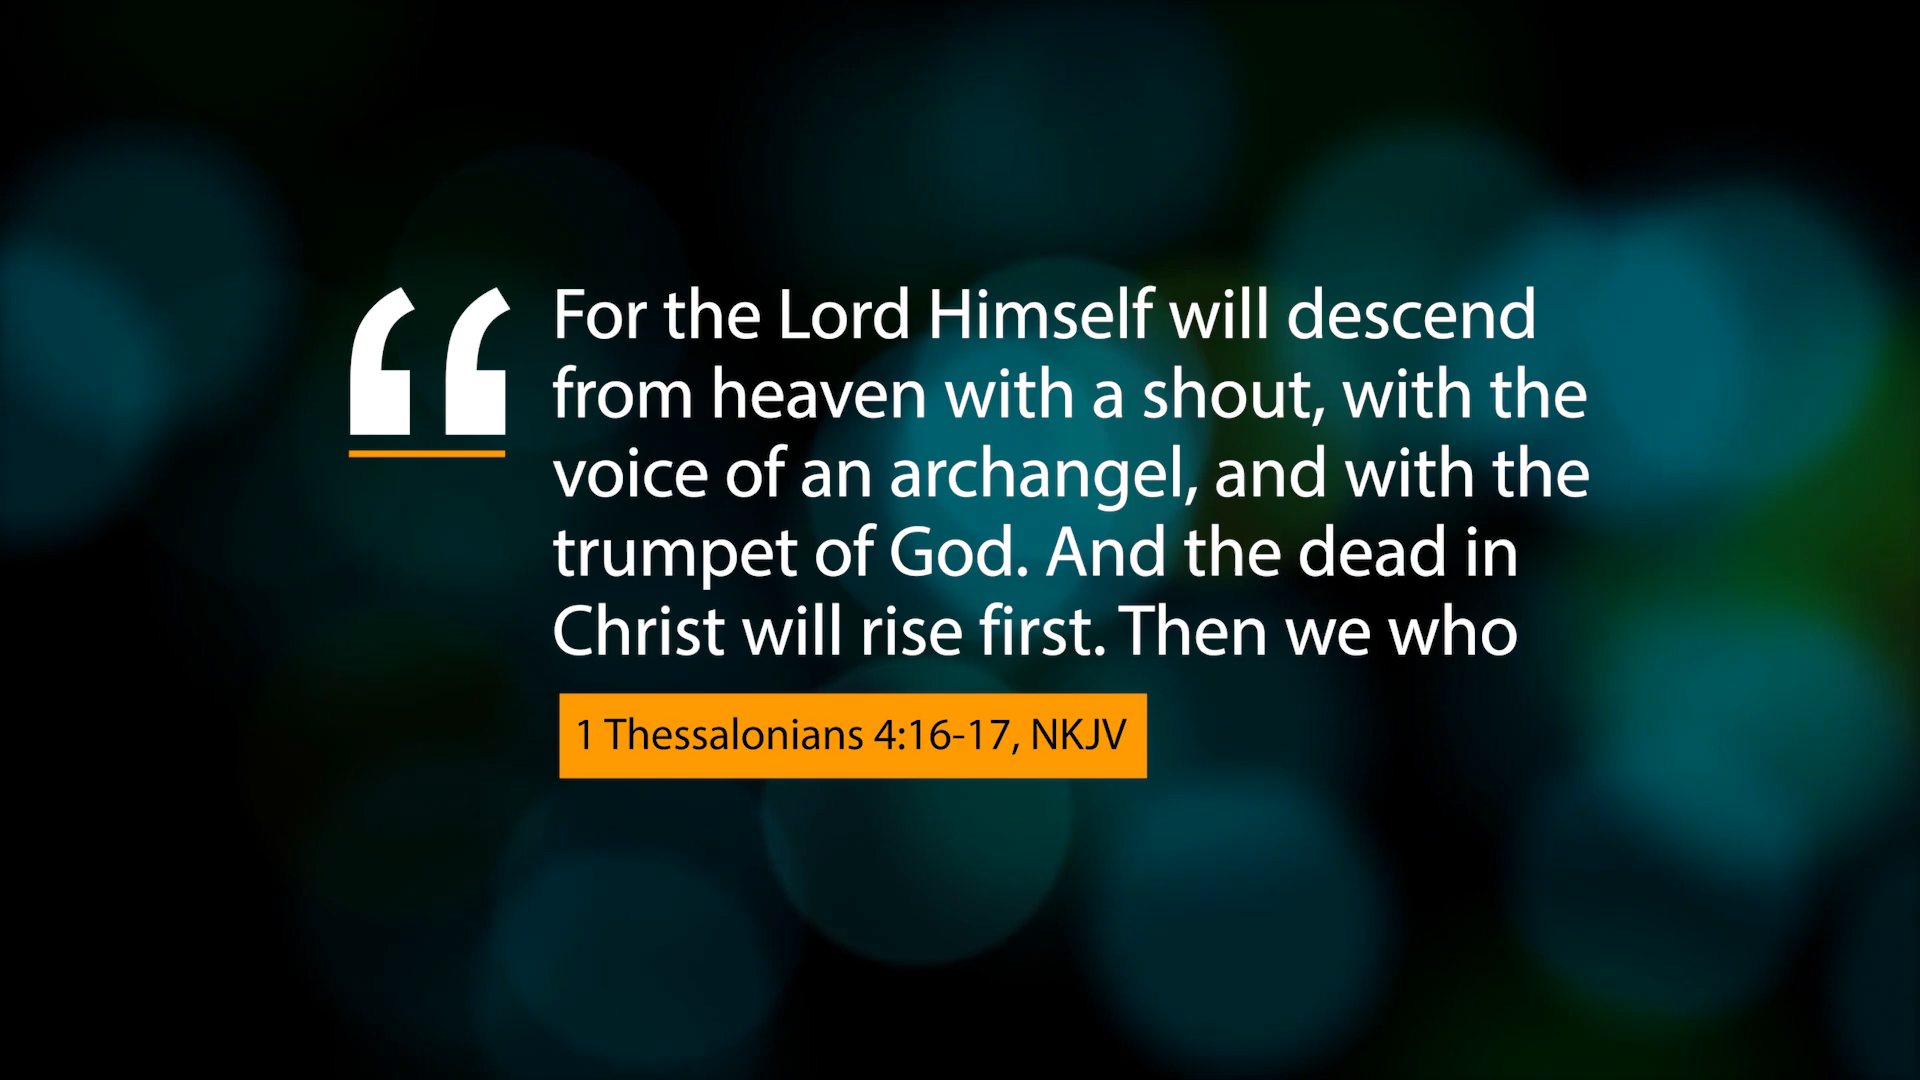 “
For the Lord Himself will descend
from heaven with a shout, with the
voice of an archangel, and with the
trumpet of God. And the dead in
Christ will rise first. Then we who
1 Thessalonians 4:16-17, NKJV